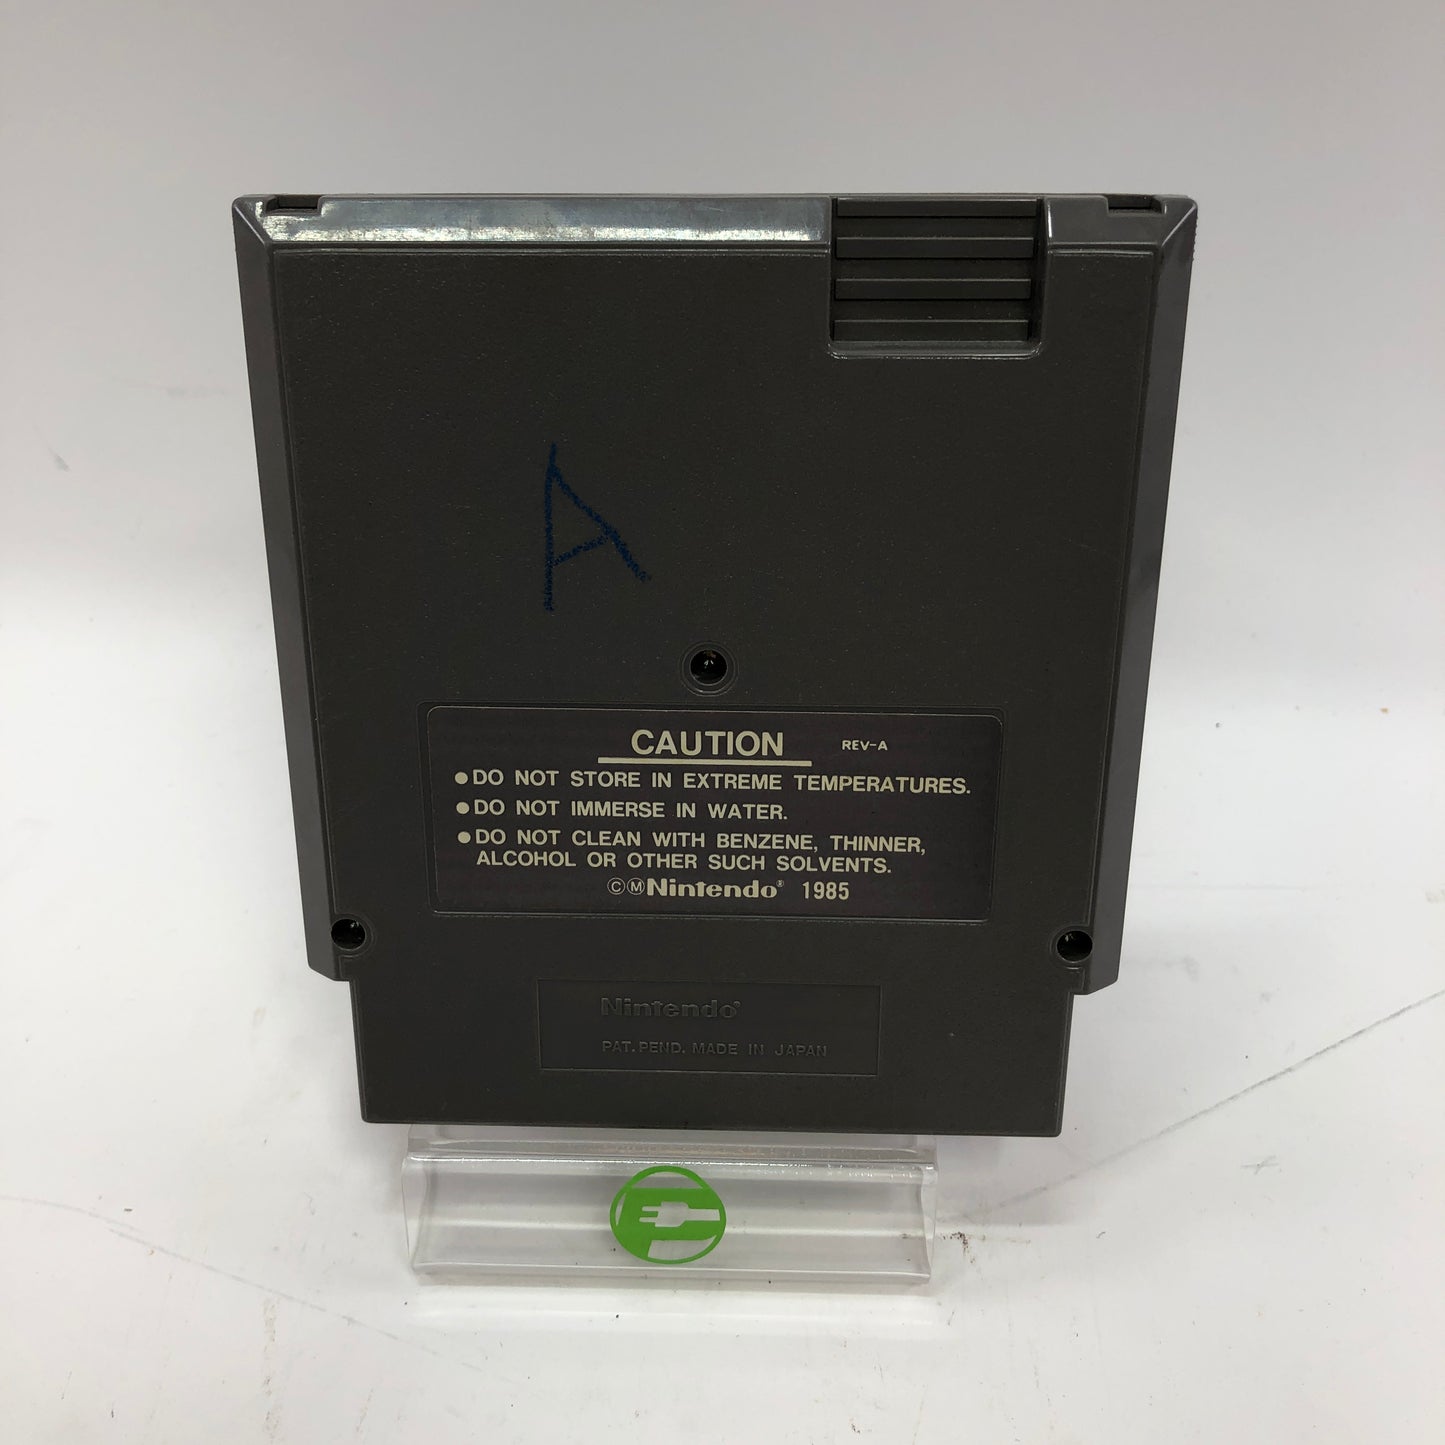 A
CAUTION REV-A
●DO NOT STORE IN EXTREME TEMPERATURES.
●DO NOT IMMERSE IN WATER.
●DO NOT CLEAN WITH BENZENE, THINNER,
ALCOHOL OR OTHER SUCH SOLVENTS.
©ⓂNintendo® 1985
Nintendo®
PAT. PEND. MADE IN JAPAN